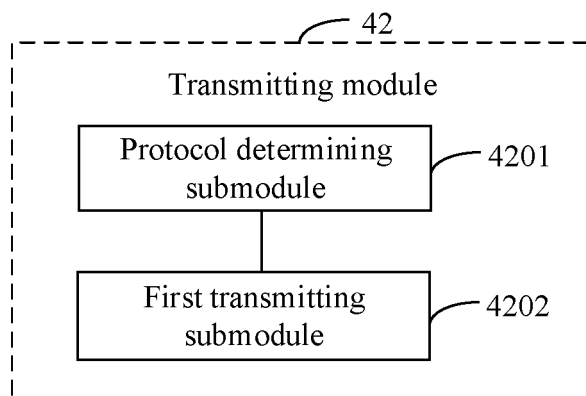 42
Transmitting module
Protocol determining
submodule
4201
First transmitting
submodule
4202